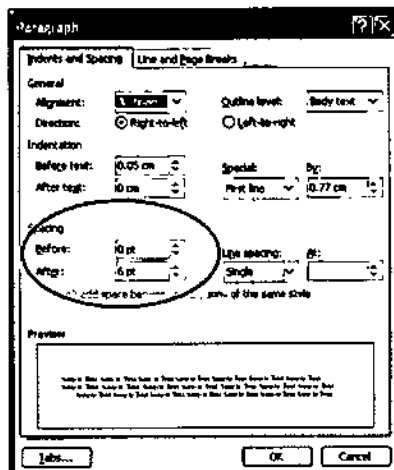 Paragraph
Indents and Spacing Line and Page Breaks
General
Alignment: Outline level: Body text
Direction: Right-to-left Left-to-right
Indentation
Before text: 0.05 cm Special: By:
After text: 0 cm First line 0.77 cm
Spacing
Before: 0 pt Line spacing: At:
After: 6 pt Single
add space of the same style
Preview
Tabs... OK Cancel